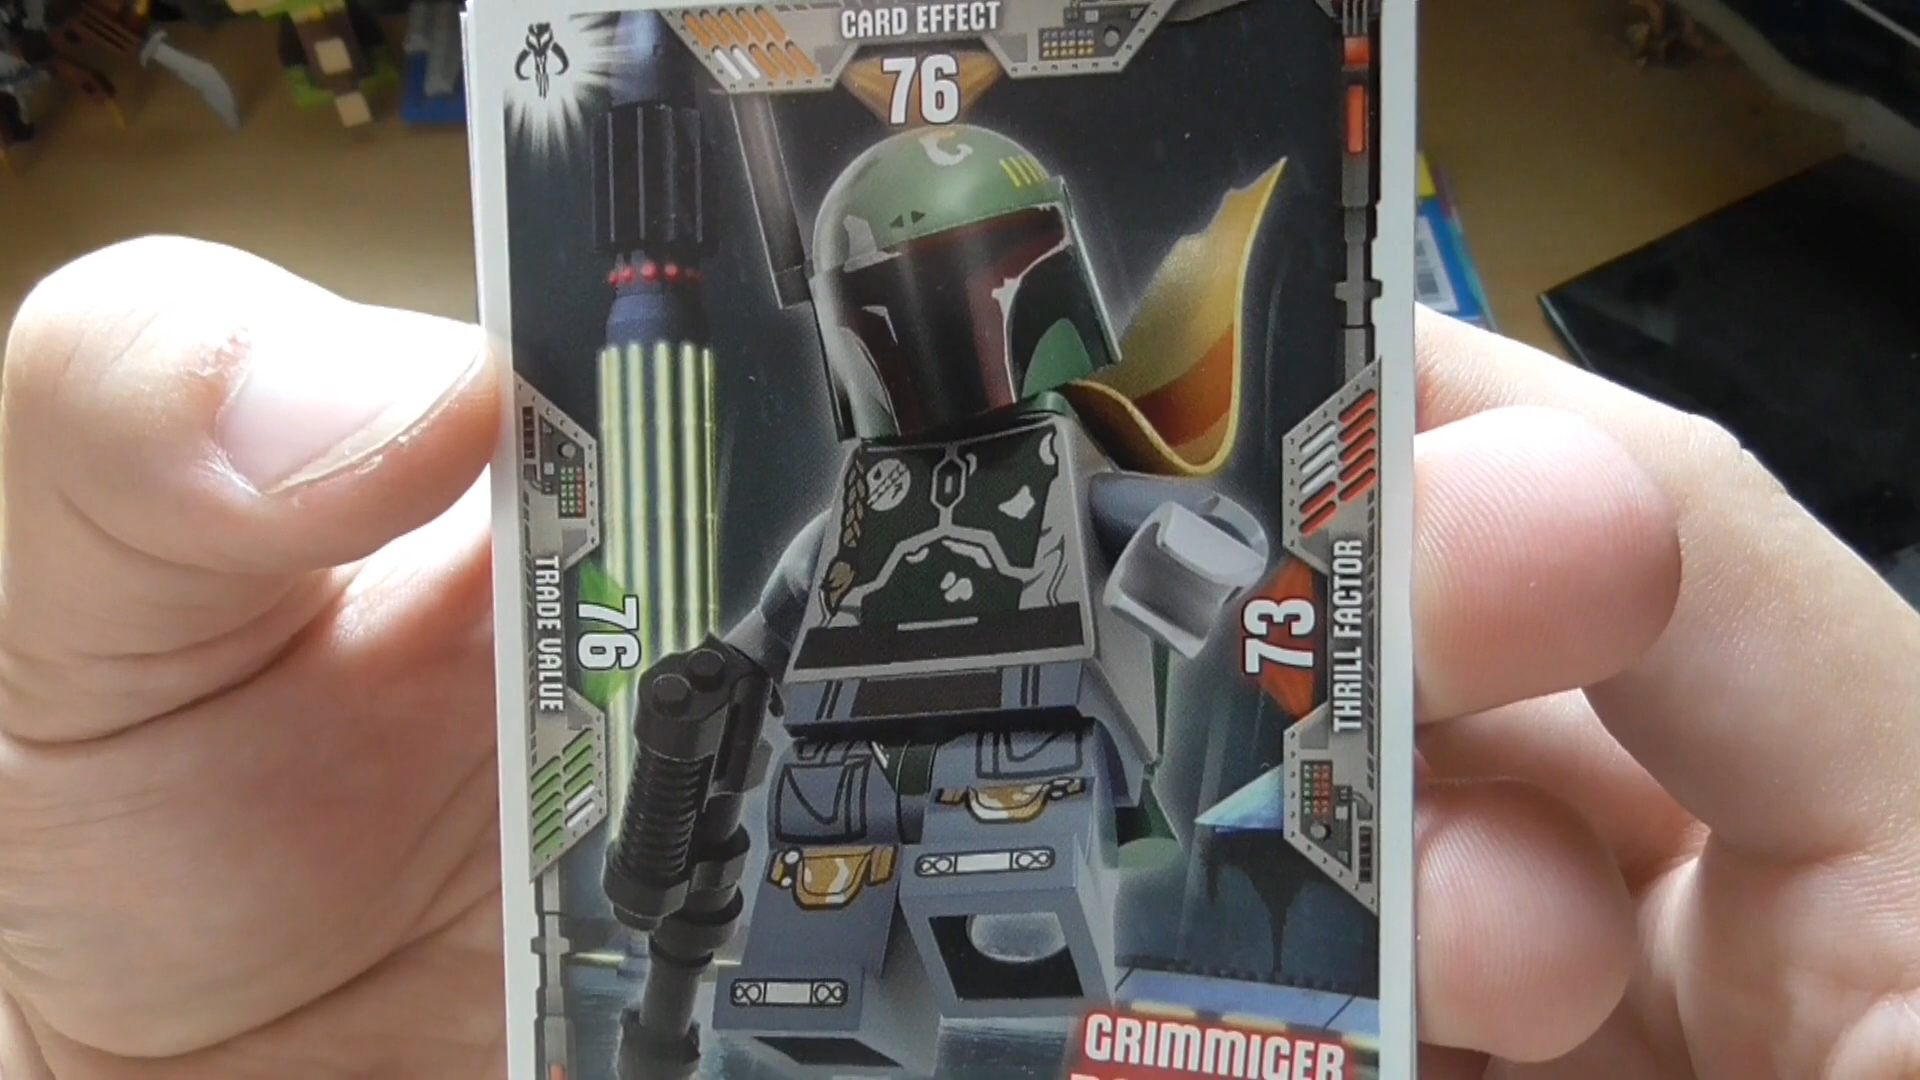 CARD EFFECT
76
TRADE VALUE
76
73
THRILL FACTOR
GRIMMIGER